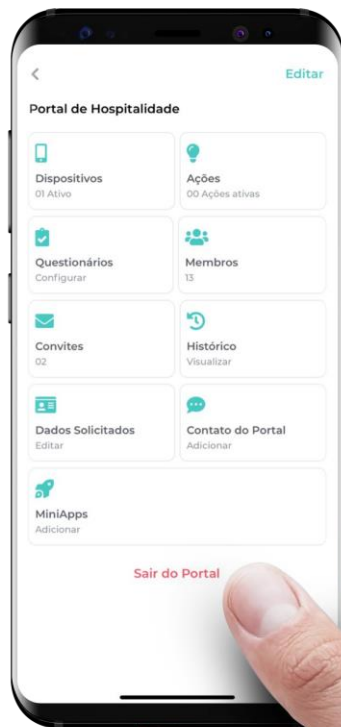 Editar
Portal de Hospitalidade
Dispositivos
01 Ativo
Ações
00 Ações ativas
Questionários
Configurar
Membros
13
Convites
02
Histórico
Visualizar
Dados Solicitados
Editar
Contato do Portal
Adicionar
MiniApps
Adicionar
Sair do Portal